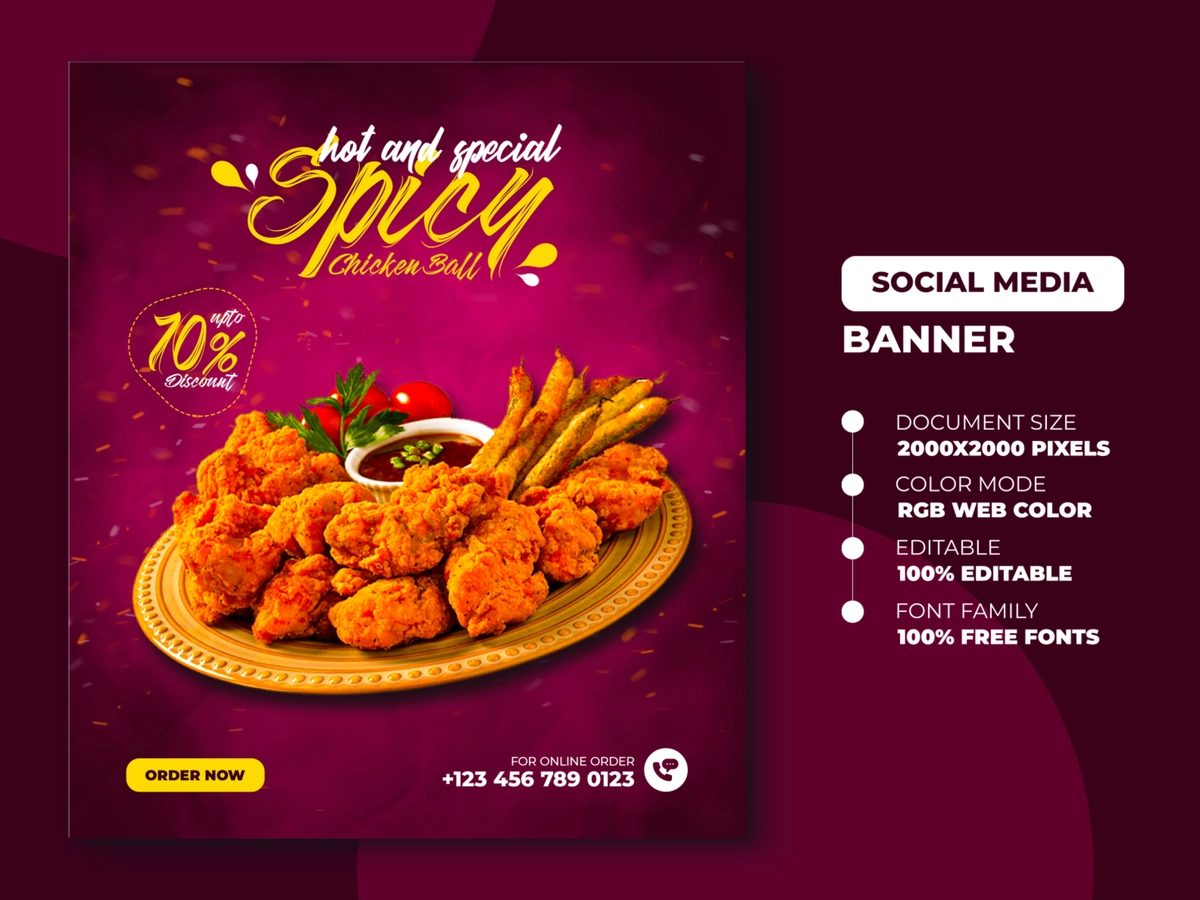 hot and special
Spicy
Chicken Ball
upto
70%
Discount
ORDER NOW
FOR ONLINE ORDER
+123 456 789 0123
SOCIAL MEDIA
BANNER
DOCUMENT SIZE
2000X2000 PIXELS
COLOR MODE
RGB WEB COLOR
EDITABLE
100% EDITABLE
FONT FAMILY
100% FREE FONTS